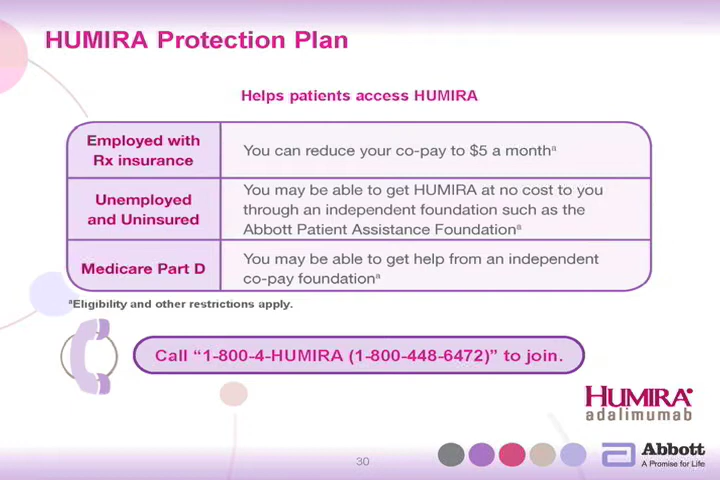 HUMIRA Protection Plan
Helps patients access HUMIRA
Employed with
Rx insurance
You can reduce your co-pay to $5 a monthᵃ
Unemployed
and Uninsured
You may be able to get HUMIRA at no cost to you
through an independent foundation such as the
Abbott Patient Assistance Foundationᵃ
Medicare Part D
You may be able to get help from an independent
co-pay foundationᵃ
ᵃEligibility and other restrictions apply.
Call “1-800-4-HUMIRA (1-800-448-6472)” to join.
HUMIRA
adalimumab
30
Abbott
A Promise for Life